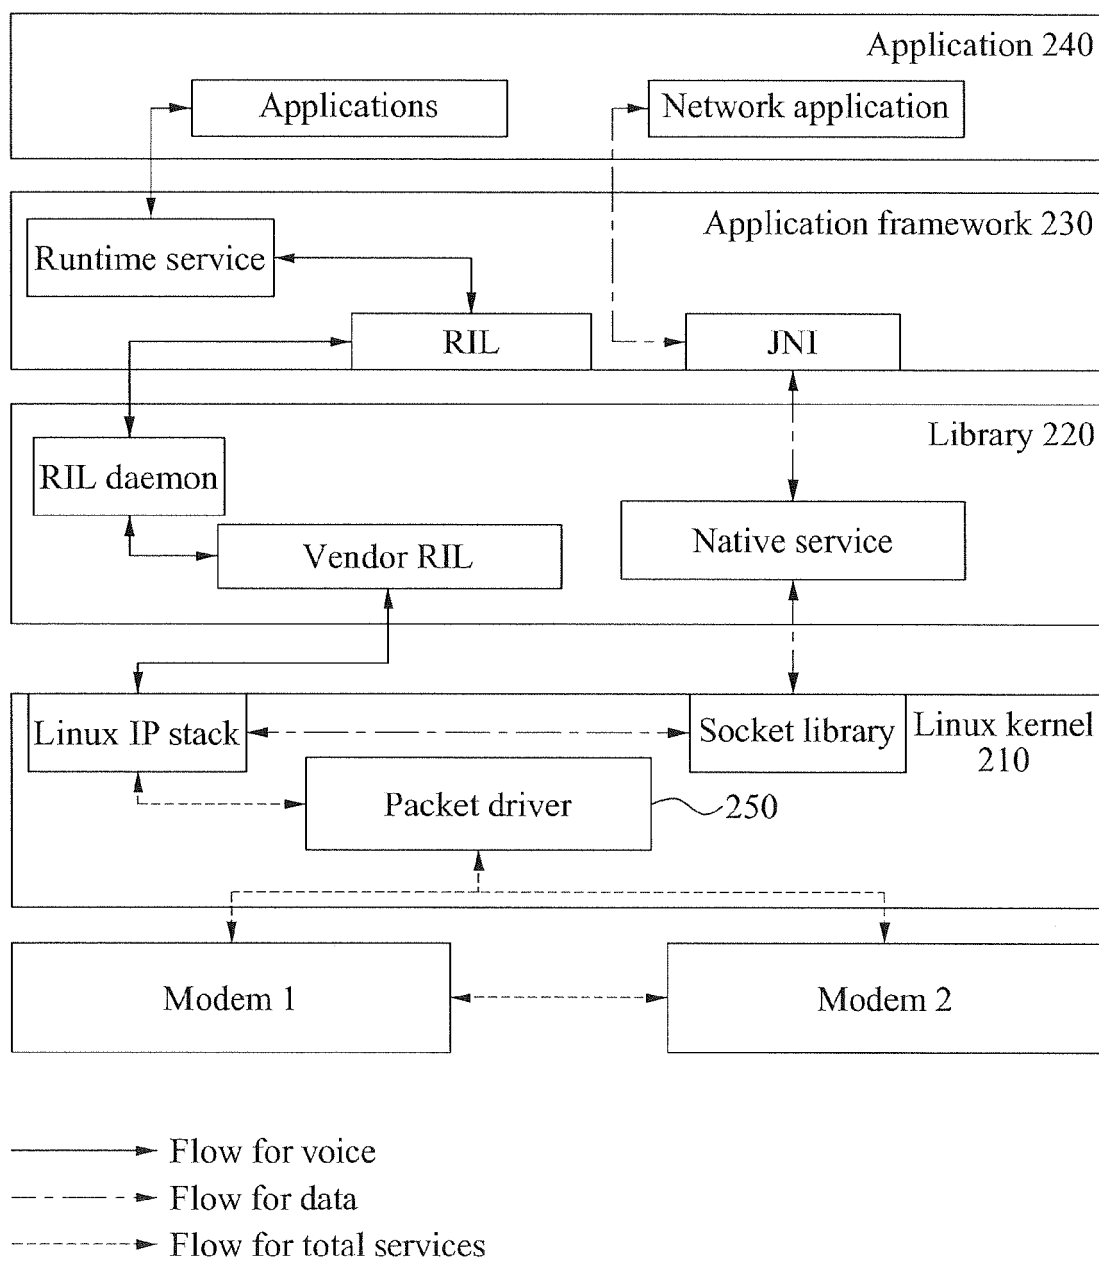 Application 240
Applications
Network application
Application framework 230
Runtime service
RIL
JNI
Library 220
RIL daemon
Vendor RIL
Native service
Linux IP stack
Socket library
Linux kernel
210
Packet driver
250
Modem 1
Modem 2
Flow for voice
Flow for data
Flow for total services